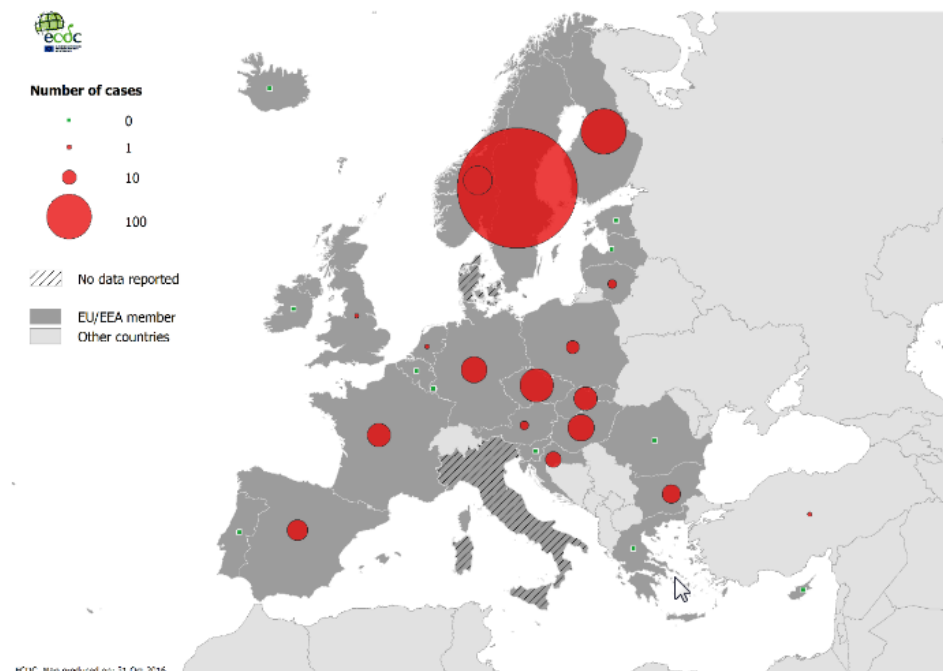 ecdc
Number of cases
0
1
10
100
No data reported
EU/EEA member
Other countries